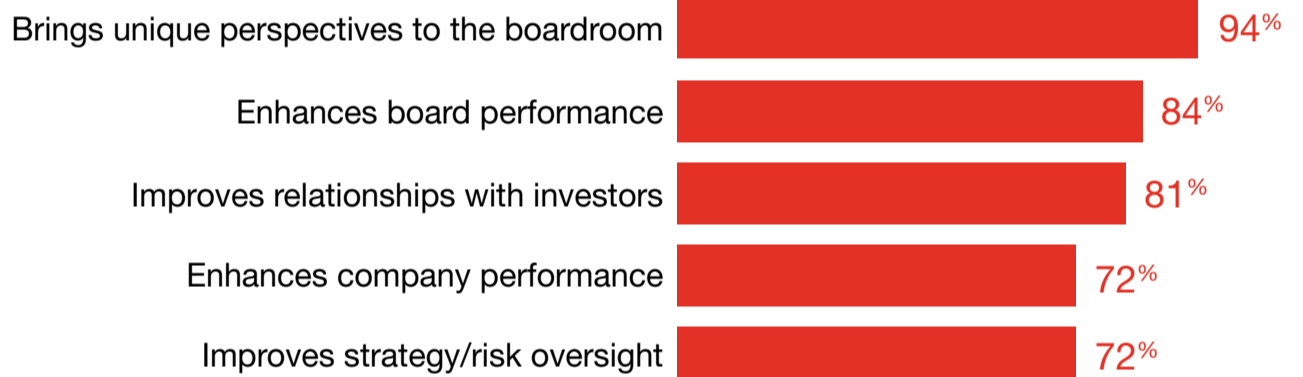 Brings unique perspectives to the boardroom 94%
Enhances board performance 84%
Improves relationships with investors 81%
Enhances company performance 72%
Improves strategy/risk oversight 72%